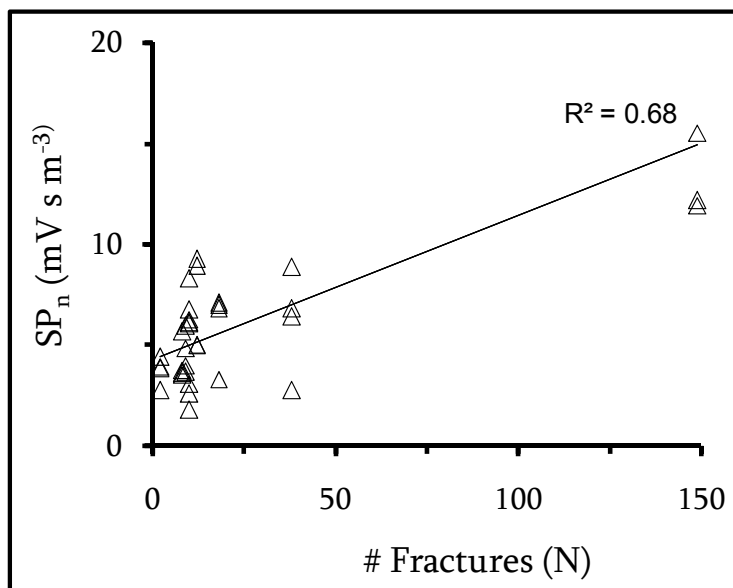 20
R² = 0.68
10
0
SPₙ (mV s m⁻³)
0 50 100 150
# Fractures (N)